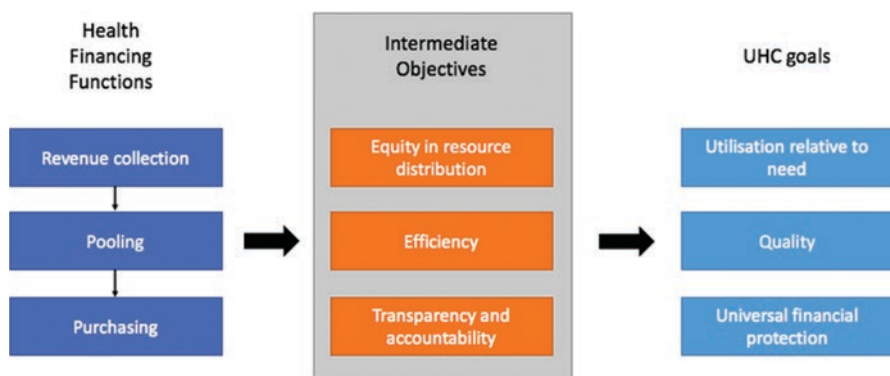 Health
Financing
Functions
Revenue collection
Pooling
Purchasing
Intermediate
Objectives
Equity in resource
distribution
Efficiency
Transparency and
accountability
UHC goals
Utilisation relative to
need
Quality
Universal financial
protection